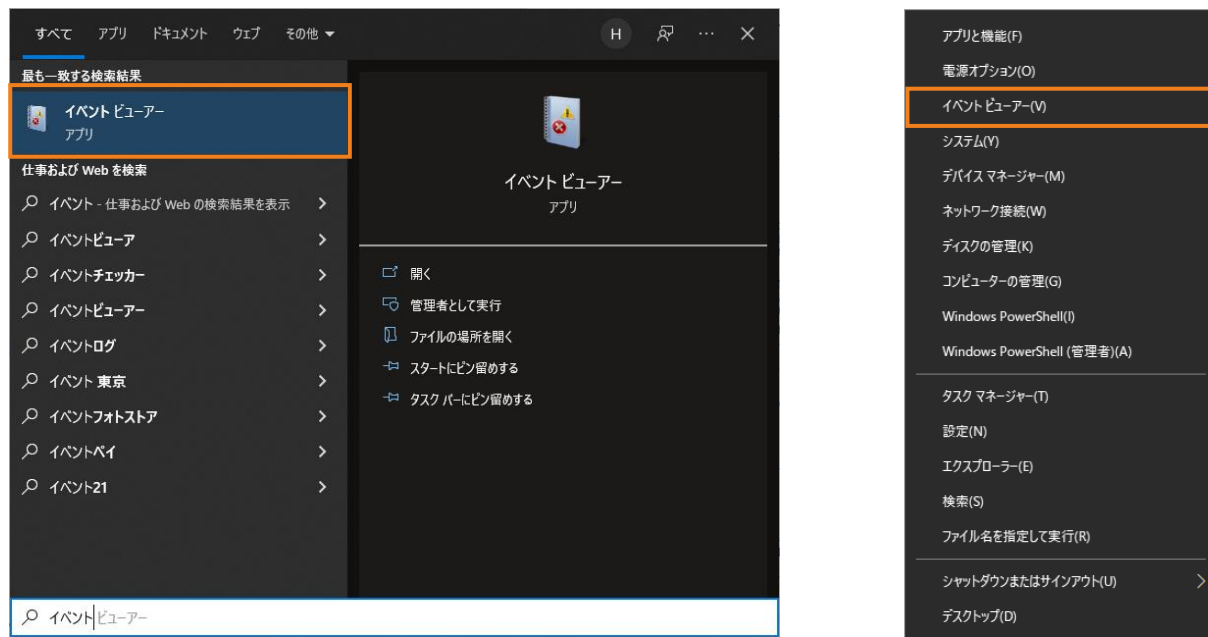 すべて アプリ ドキュメント ウェブ その他 H ···
最も一致する検索結果
イベント ビューアー
アプリ
仕事および Web を検索
イベント - 仕事および Web の検索結果を表示
イベントビューア
イベントチェッカー
イベントビューアー
イベントログ
イベント 東京
イベントフォトストア
イベントベイ
イベント21
イベント ビューアー
アプリ
開く
管理者として実行
ファイルの場所を開く
スタートにピン留めする
タスク バーにピン留めする
イベントビューアー
アプリと機能(F)
電源オプション(O)
イベント ビューアー(V)
システム(Y)
デバイス マネージャー(M)
ネットワーク接続(W)
ディスクの管理(K)
コンピューターの管理(G)
Windows PowerShell(I)
Windows PowerShell (管理者)(A)
タスク マネージャー(T)
設定(N)
エクスプローラー(E)
検索(S)
ファイル名を指定して実行(R)
シャットダウンまたはサインアウト(U)
デスクトップ(D)